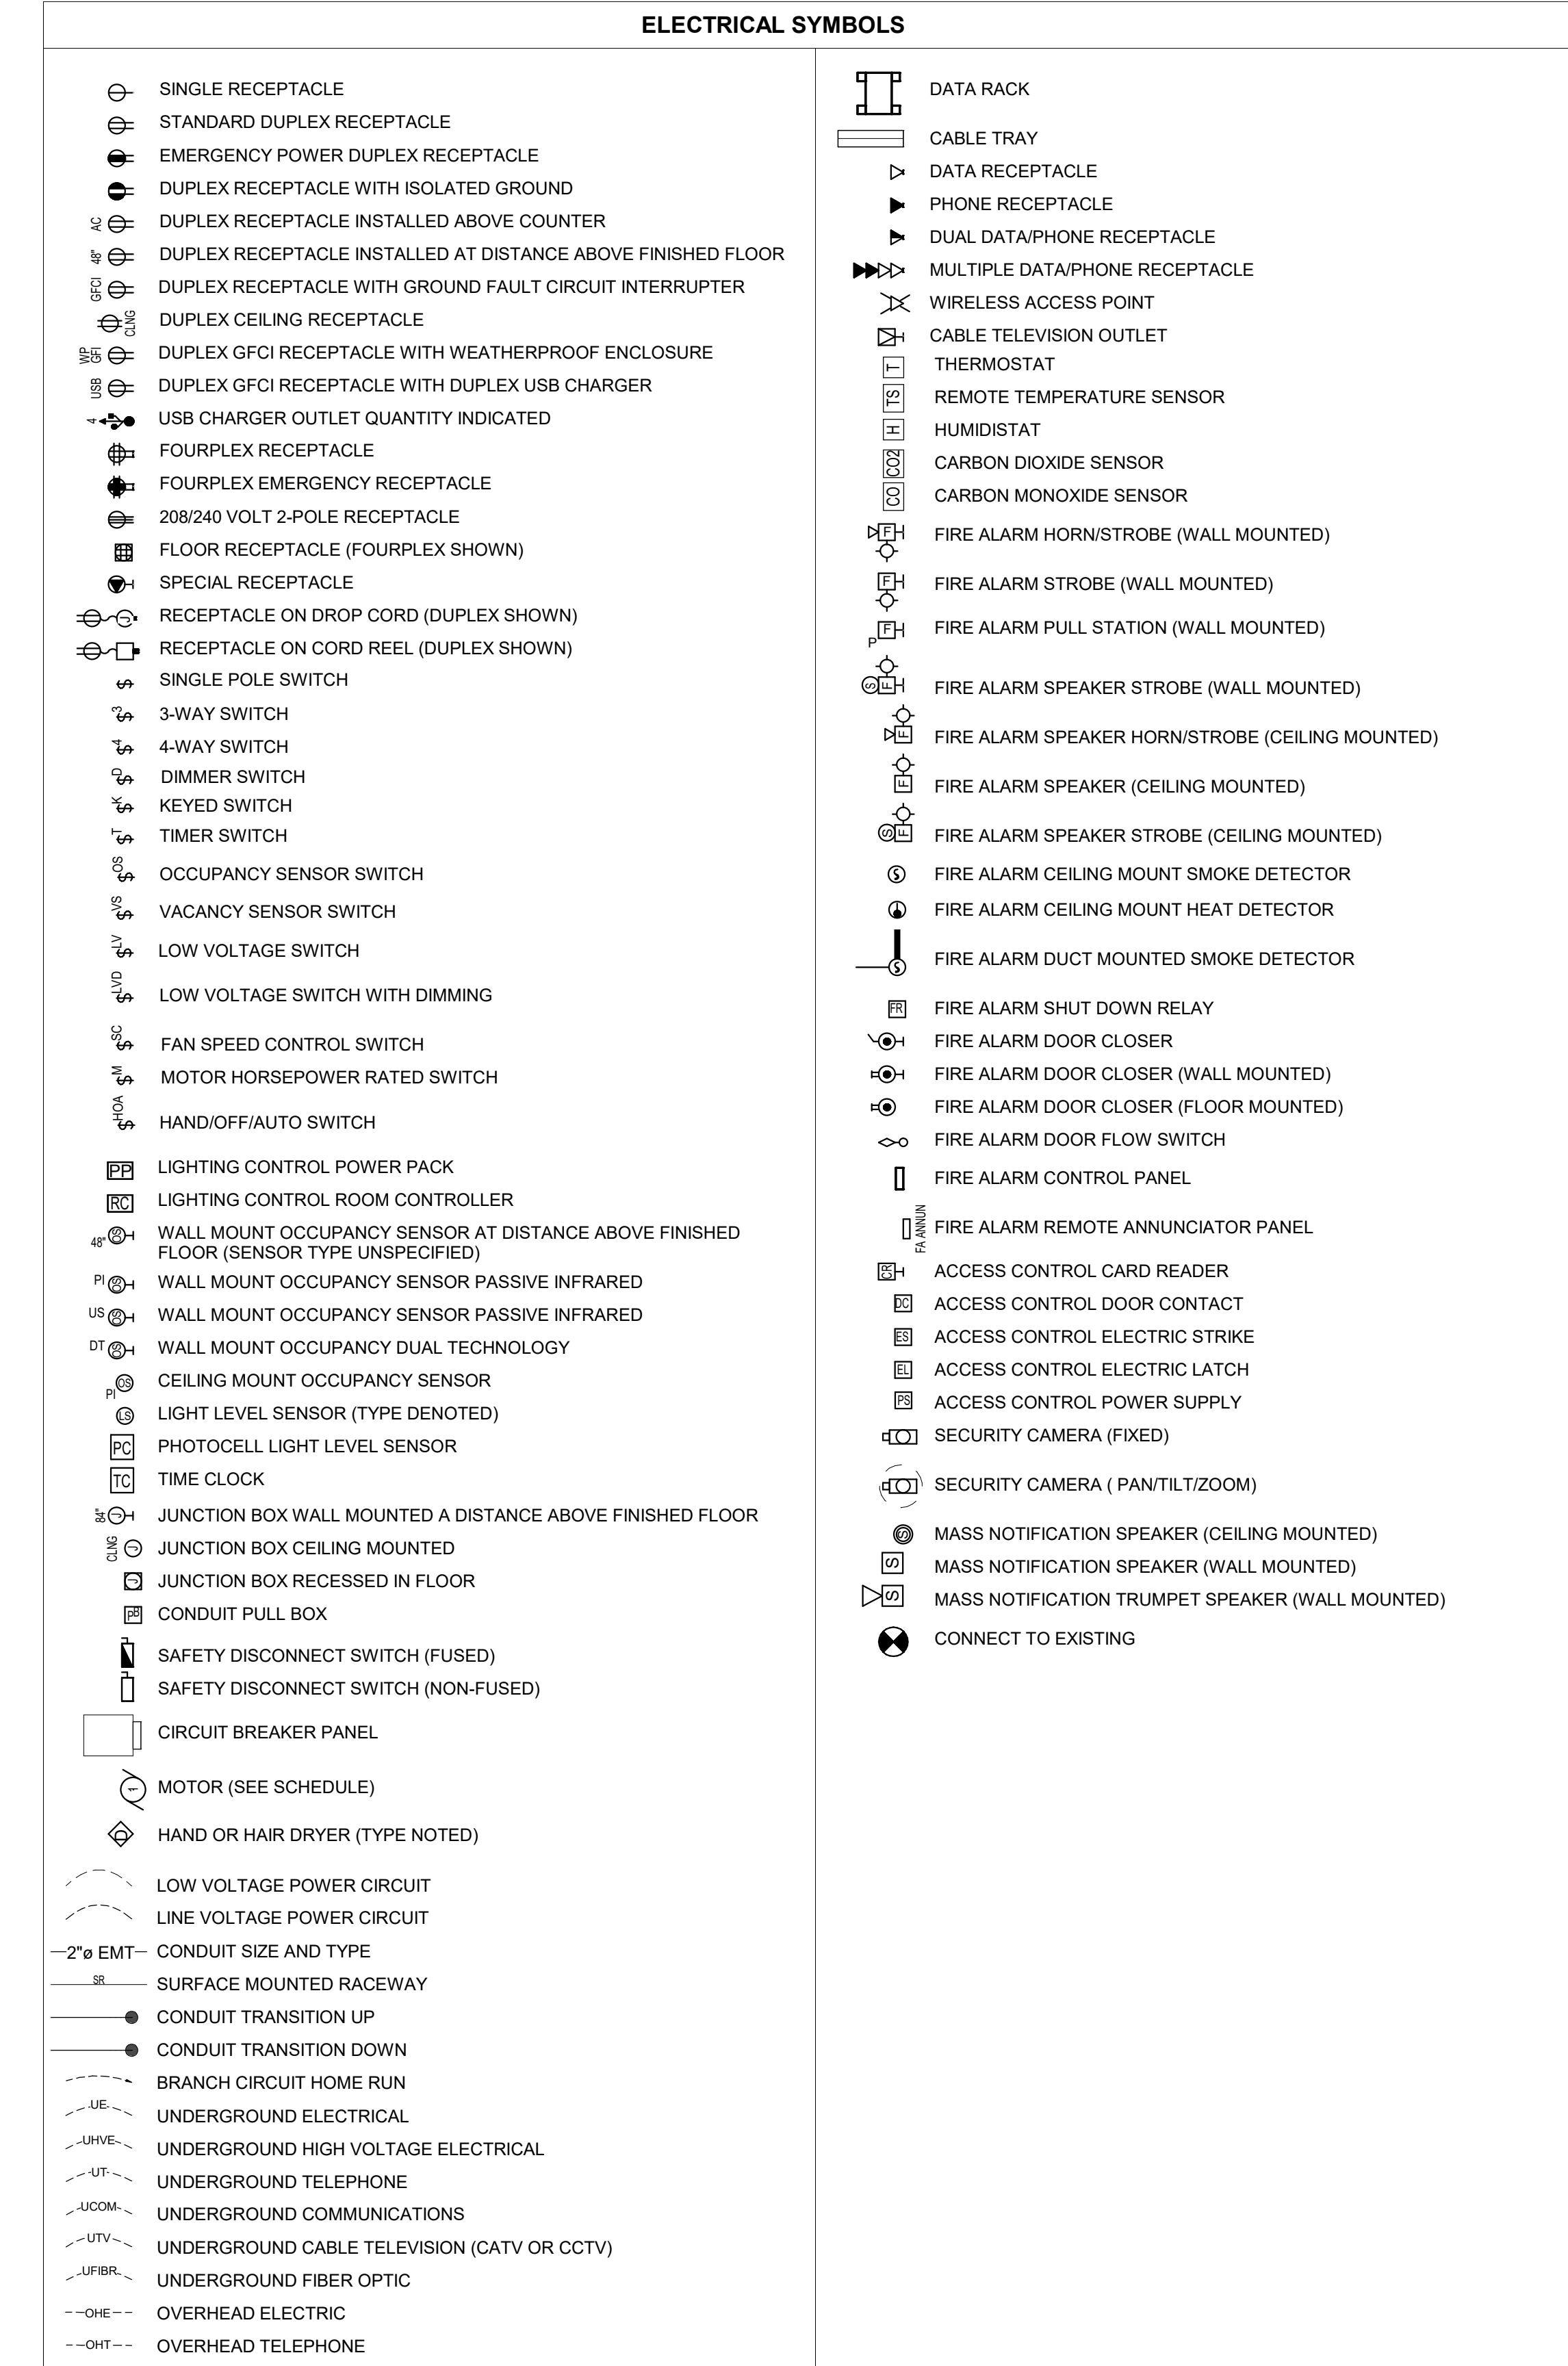 ELECTRICAL SYMBOLS
SINGLE RECEPTACLE
STANDARD DUPLEX RECEPTACLE
EMERGENCY POWER DUPLEX RECEPTACLE
DUPLEX RECEPTACLE WITH ISOLATED GROUND
AC DUPLEX RECEPTACLE INSTALLED ABOVE COUNTER
48" DUPLEX RECEPTACLE INSTALLED AT DISTANCE ABOVE FINISHED FLOOR
GFCI DUPLEX RECEPTACLE WITH GROUND FAULT CIRCUIT INTERRUPTER
CLNG DUPLEX CEILING RECEPTACLE
WP
GFI DUPLEX GFCI RECEPTACLE WITH WEATHERPROOF ENCLOSURE
USB DUPLEX GFCI RECEPTACLE WITH DUPLEX USB CHARGER
4 USB CHARGER OUTLET QUANTITY INDICATED
FOURPLEX RECEPTACLE
FOURPLEX EMERGENCY RECEPTACLE
208/240 VOLT 2-POLE RECEPTACLE
FLOOR RECEPTACLE (FOURPLEX SHOWN)
SPECIAL RECEPTACLE
J RECEPTACLE ON DROP CORD (DUPLEX SHOWN)
RECEPTACLE ON CORD REEL (DUPLEX SHOWN)
$ SINGLE POLE SWITCH
$3 3-WAY SWITCH
$4 4-WAY SWITCH
$D DIMMER SWITCH
$K KEYED SWITCH
$T TIMER SWITCH
$OS OCCUPANCY SENSOR SWITCH
$VS VACANCY SENSOR SWITCH
$LV LOW VOLTAGE SWITCH
$LVD LOW VOLTAGE SWITCH WITH DIMMING
$SC FAN SPEED CONTROL SWITCH
$M MOTOR HORSEPOWER RATED SWITCH
$HOA HAND/OFF/AUTO SWITCH
PP LIGHTING CONTROL POWER PACK
RC LIGHTING CONTROL ROOM CONTROLLER
48" OS WALL MOUNT OCCUPANCY SENSOR AT DISTANCE ABOVE FINISHED
FLOOR (SENSOR TYPE UNSPECIFIED)
PI OS WALL MOUNT OCCUPANCY SENSOR PASSIVE INFRARED
US OS WALL MOUNT OCCUPANCY SENSOR PASSIVE INFRARED
DT OS WALL MOUNT OCCUPANCY DUAL TECHNOLOGY
PI OS CEILING MOUNT OCCUPANCY SENSOR
LS LIGHT LEVEL SENSOR (TYPE DENOTED)
PC PHOTOCELL LIGHT LEVEL SENSOR
TC TIME CLOCK
84" J JUNCTION BOX WALL MOUNTED A DISTANCE ABOVE FINISHED FLOOR
CLNG J JUNCTION BOX CEILING MOUNTED
J JUNCTION BOX RECESSED IN FLOOR
PB CONDUIT PULL BOX
SAFETY DISCONNECT SWITCH (FUSED)
SAFETY DISCONNECT SWITCH (NON-FUSED)
CIRCUIT BREAKER PANEL
1 MOTOR (SEE SCHEDULE)
D HAND OR HAIR DRYER (TYPE NOTED)
LOW VOLTAGE POWER CIRCUIT
LINE VOLTAGE POWER CIRCUIT
2"ø EMT CONDUIT SIZE AND TYPE
SR SURFACE MOUNTED RACEWAY
CONDUIT TRANSITION UP
CONDUIT TRANSITION DOWN
BRANCH CIRCUIT HOME RUN
UE UNDERGROUND ELECTRICAL
UHVE UNDERGROUND HIGH VOLTAGE ELECTRICAL
UT UNDERGROUND TELEPHONE
UCOM UNDERGROUND COMMUNICATIONS
UTV UNDERGROUND CABLE TELEVISION (CATV OR CCTV)
UFIBR UNDERGROUND FIBER OPTIC
OHE OVERHEAD ELECTRIC
OHT OVERHEAD TELEPHONE
DATA RACK
CABLE TRAY
DATA RECEPTACLE
PHONE RECEPTACLE
DUAL DATA/PHONE RECEPTACLE
MULTIPLE DATA/PHONE RECEPTACLE
WIRELESS ACCESS POINT
CABLE TELEVISION OUTLET
T THERMOSTAT
TS REMOTE TEMPERATURE SENSOR
H HUMIDISTAT
CO2 CARBON DIOXIDE SENSOR
CO CARBON MONOXIDE SENSOR
F FIRE ALARM HORN/STROBE (WALL MOUNTED)
F FIRE ALARM STROBE (WALL MOUNTED)
P F FIRE ALARM PULL STATION (WALL MOUNTED)
S F FIRE ALARM SPEAKER STROBE (WALL MOUNTED)
F FIRE ALARM SPEAKER HORN/STROBE (CEILING MOUNTED)
F FIRE ALARM SPEAKER (CEILING MOUNTED)
S F FIRE ALARM SPEAKER STROBE (CEILING MOUNTED)
S FIRE ALARM CEILING MOUNT SMOKE DETECTOR
FIRE ALARM CEILING MOUNT HEAT DETECTOR
S FIRE ALARM DUCT MOUNTED SMOKE DETECTOR
FR FIRE ALARM SHUT DOWN RELAY
FIRE ALARM DOOR CLOSER
FIRE ALARM DOOR CLOSER (WALL MOUNTED)
FIRE ALARM DOOR CLOSER (FLOOR MOUNTED)
FIRE ALARM DOOR FLOW SWITCH
FIRE ALARM CONTROL PANEL
FA ANNUN FIRE ALARM REMOTE ANNUNCIATOR PANEL
CR ACCESS CONTROL CARD READER
DC ACCESS CONTROL DOOR CONTACT
ES ACCESS CONTROL ELECTRIC STRIKE
EL ACCESS CONTROL ELECTRIC LATCH
PS ACCESS CONTROL POWER SUPPLY
SECURITY CAMERA (FIXED)
SECURITY CAMERA ( PAN/TILT/ZOOM)
S MASS NOTIFICATION SPEAKER (CEILING MOUNTED)
S MASS NOTIFICATION SPEAKER (WALL MOUNTED)
S MASS NOTIFICATION TRUMPET SPEAKER (WALL MOUNTED)
CONNECT TO EXISTING